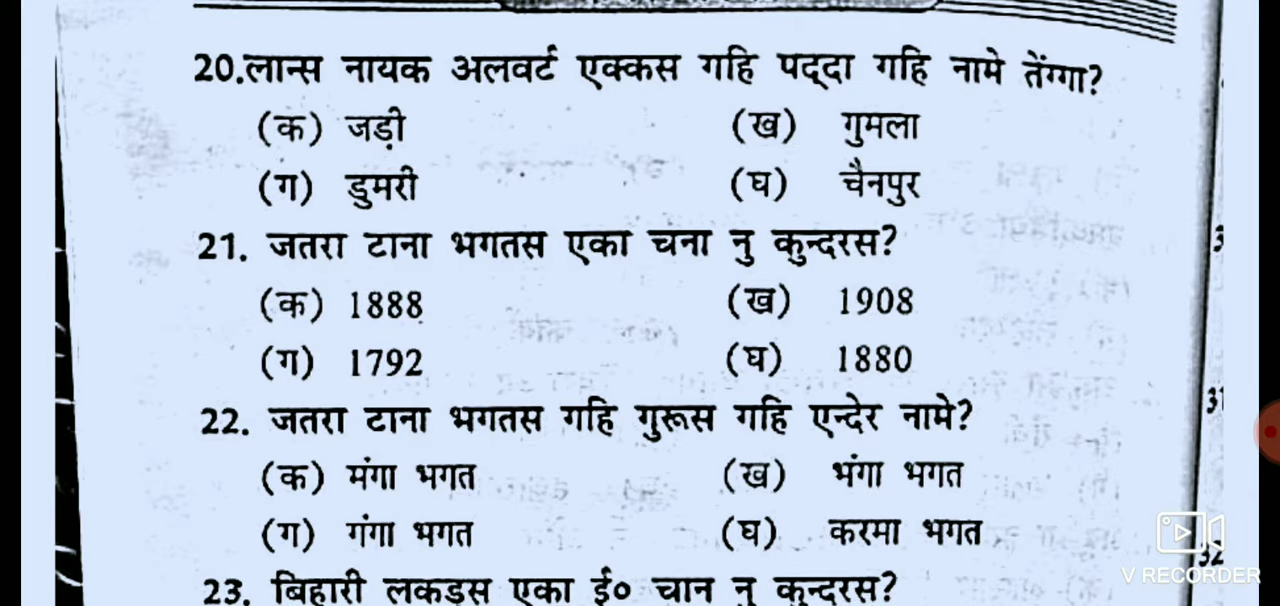 20.लान्स नायक अलवर्ट एक्कस गहि पद्दा गहि नामे तेंग्गा?
(क) जड़ी (ख) गुमला
(ग) डुमरी (घ) चैनपुर
21. जतरा टाना भगतस एका चना नु कुन्दरस?
(क) 1888 (ख) 1908
(ग) 1792 (घ) 1880
22. जतरा टाना भगतस गहि गुरूस गहि एन्देर नामे?
(क) मंगा भगत (ख) भंगा भगत
(ग) गंगा भगत (घ) करमा भगत
23. बिहारी लकड़स एका ई० चान नु कुन्दरस?
31
32
V RECORDER